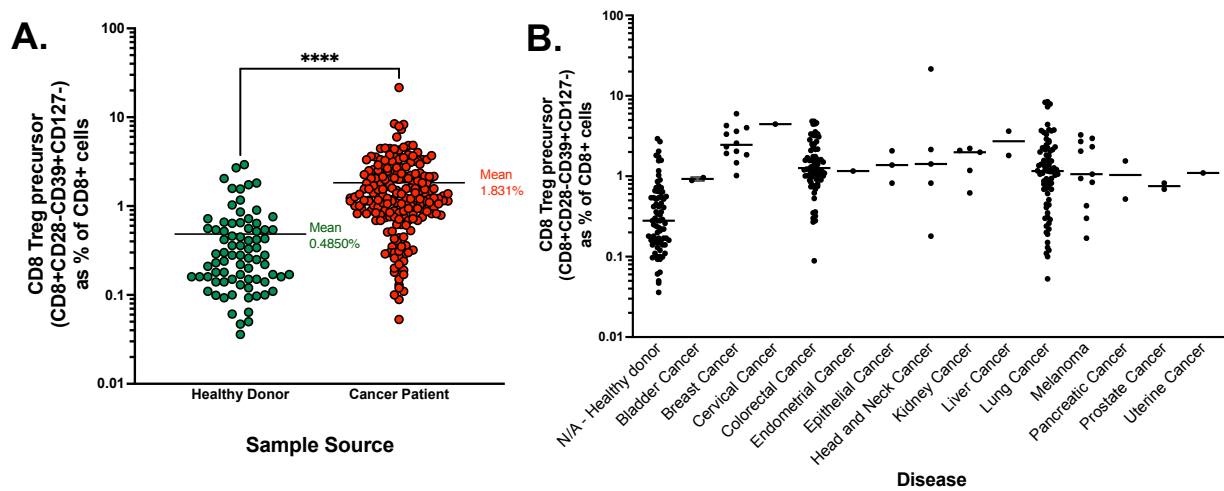 A.
CD8 Treg precursor
(CD8+CD28-CD39+CD127-)
as % of CD8+ cells
100
10
1
0.1
0.01
****
Mean
0.4850%
Mean
1.831%
Healthy Donor
Cancer Patient
Sample Source
B.
CD8 Treg precursor
(CD8+CD28-CD39+CD127-)
as % of CD8+ cells
100
10
1
0.1
0.01
N/A - Healthy donor
Bladder Cancer
Breast Cancer
Cervical Cancer
Colorectal Cancer
Endometrial Cancer
Epithelial Cancer
Head and Neck Cancer
Kidney Cancer
Liver Cancer
Lung Cancer
Melanoma
Pancreatic Cancer
Prostate Cancer
Uterine Cancer
Disease